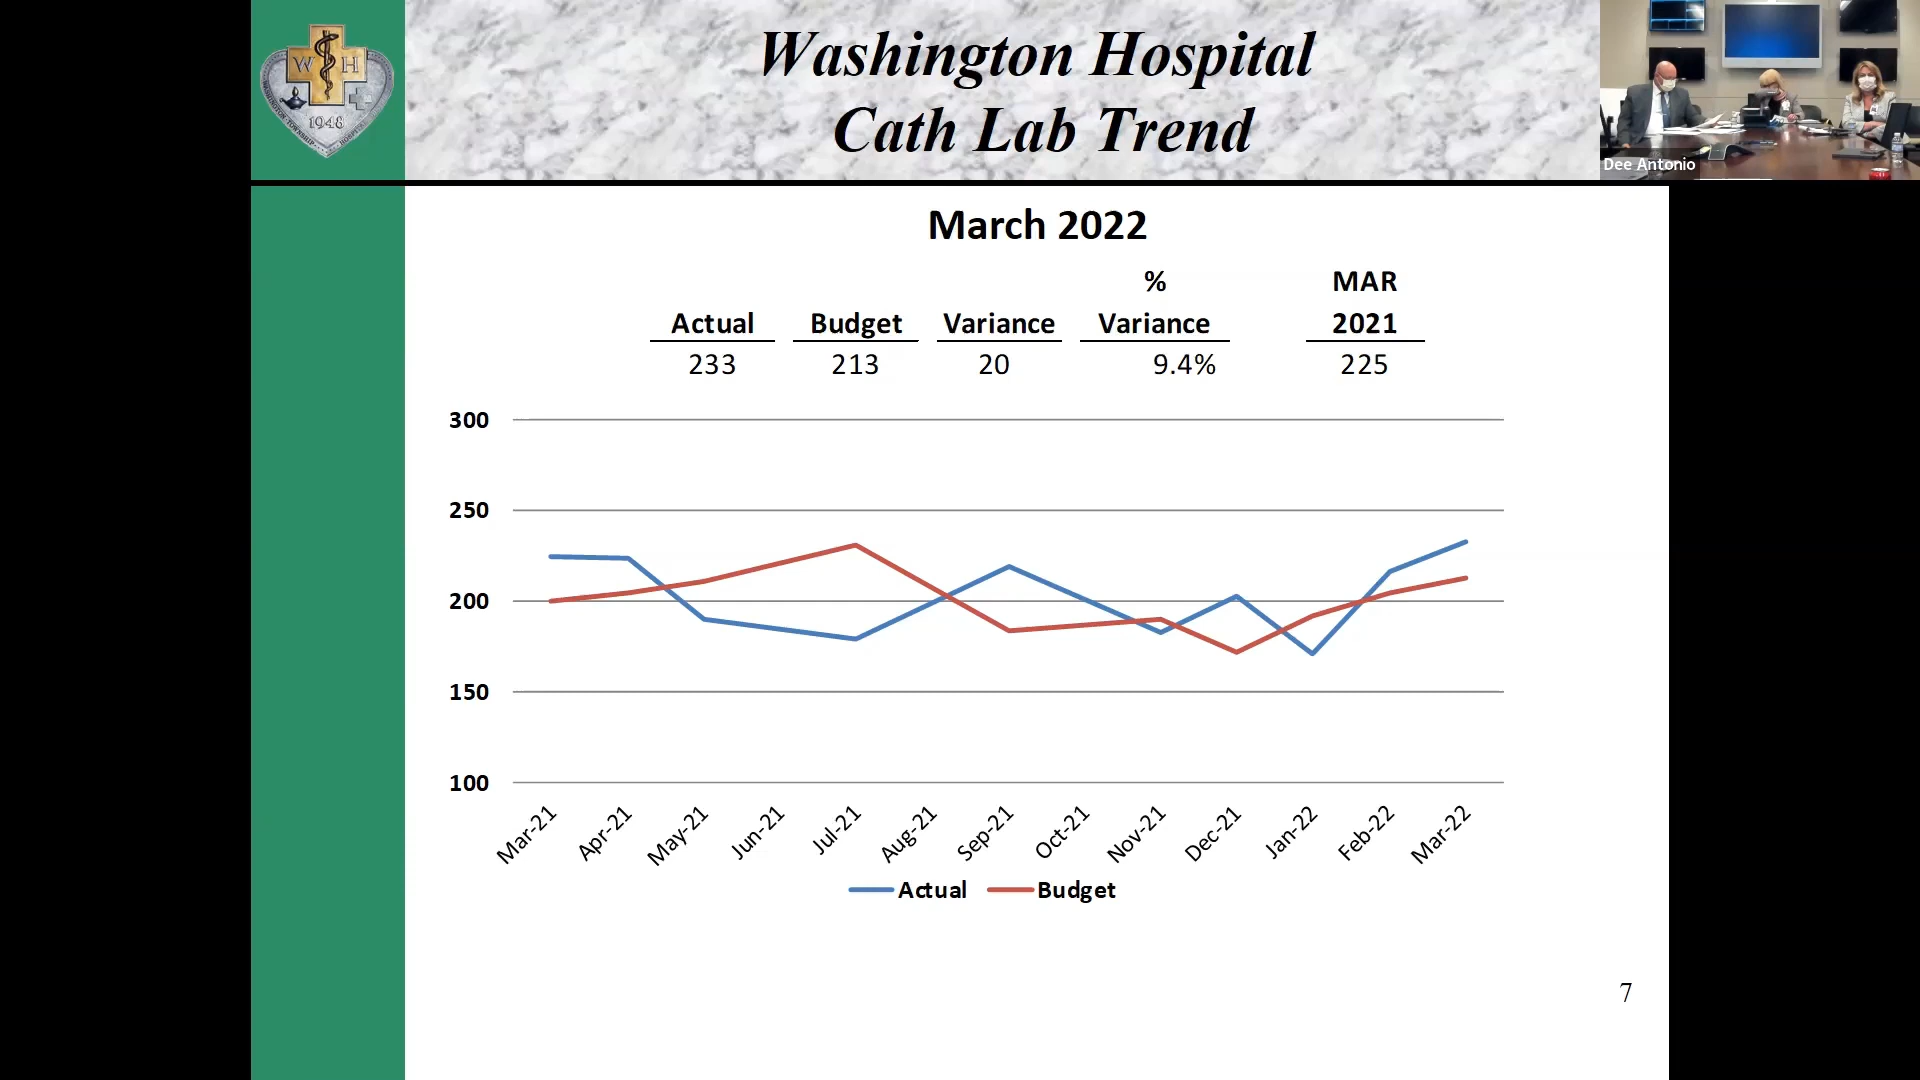 Washington Hospital
Cath Lab Trend
W H
1948
Dee Antonio
March 2022
% MAR
Actual Budget Variance Variance 2021
233 213 20 9.4% 225
300
250
200
150
100
Mar-21 Apr-21 May-21 Jun-21 Jul-21 Aug-21 Sep-21 Oct-21 Nov-21 Dec-21 Jan-22 Feb-22 Mar-22
Actual Budget
7